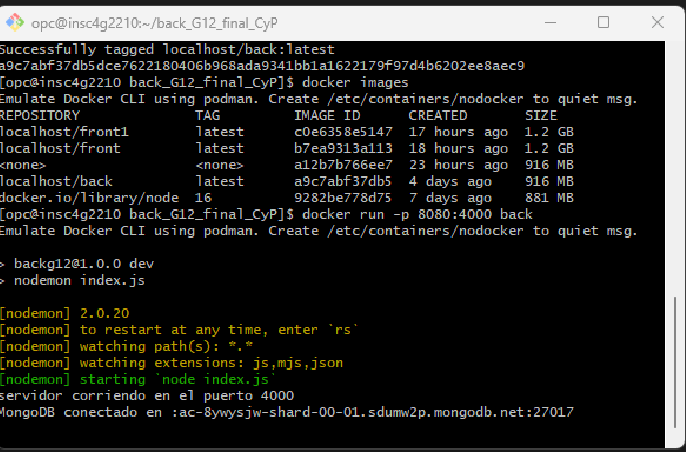 opc@insc4g2210:~/back_G12_final_CyP
Successfully tagged localhost/back:latest
a9c7abf37db5dce7622180406b968ada9341bb1a1622179f97d4b6202ee8aec9
[opc@insc4g2210 back_G12_final_CyP]$ docker images
Emulate Docker CLI using podman. Create /etc/containers/nodocker to quiet msg.
REPOSITORY TAG IMAGE ID CREATED SIZE
localhost/front1 latest c0e6358e5147 17 hours ago 1.2 GB
localhost/front latest b7ea9313a113 18 hours ago 1.2 GB
<none> <none> a12b7b766ee7 23 hours ago 916 MB
localhost/back latest a9c7abf37db5 4 days ago 916 MB
docker.io/library/node 16 9282be778d75 7 days ago 881 MB
[opc@insc4g2210 back_G12_final_CyP]$ docker run -p 8080:4000 back
Emulate Docker CLI using podman. Create /etc/containers/nodocker to quiet msg.
> backg12@1.0.0 dev
> nodemon index.js
[nodemon] 2.0.20
[nodemon] to restart at any time, enter `rs`
[nodemon] watching path(s): *.*
[nodemon] watching extensions: js,mjs,json
[nodemon] starting `node index.js`
servidor corriendo en el puerto 4000
MongoDB conectado en :ac-8ywysjw-shard-00-01.sdumw2p.mongodb.net:27017